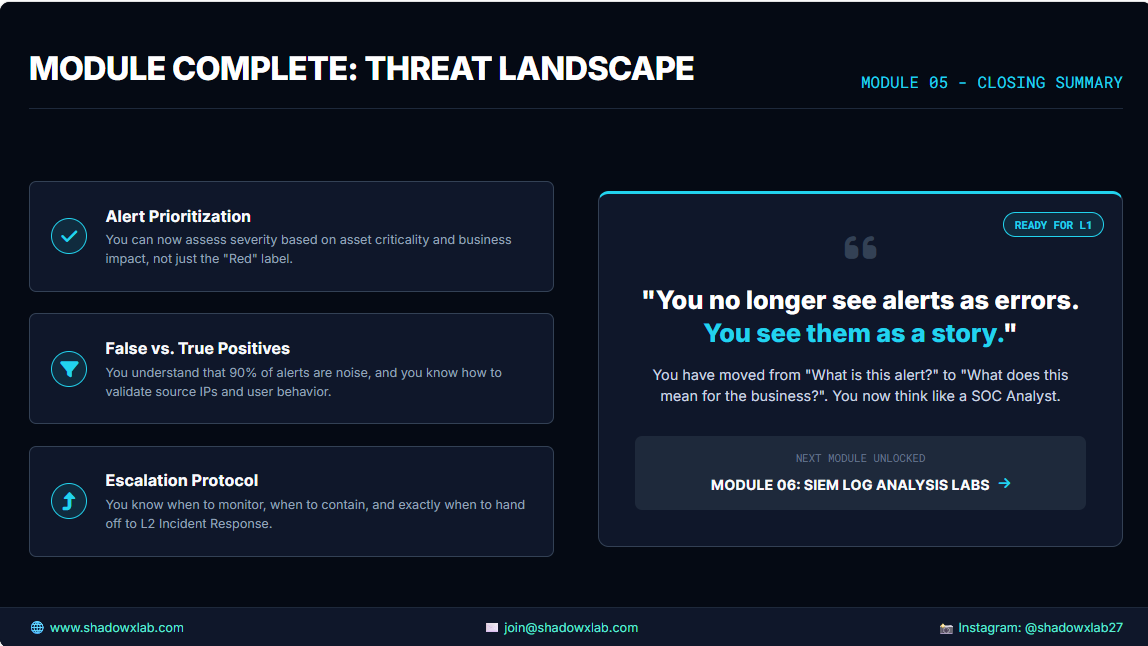 MODULE COMPLETE: THREAT LANDSCAPE
MODULE 05 - CLOSING SUMMARY
Alert Prioritization
You can now assess severity based on asset criticality and business
impact, not just the "Red" label.
False vs. True Positives
You understand that 90% of alerts are noise, and you know how to
validate source IPs and user behavior.
Escalation Protocol
You know when to monitor, when to contain, and exactly when to hand
off to L2 Incident Response.
READY FOR L1
"You no longer see alerts as errors.
You see them as a story."
You have moved from "What is this alert?" to "What does this
mean for the business?". You now think like a SOC Analyst.
NEXT MODULE UNLOCKED
MODULE 06: SIEM LOG ANALYSIS LABS →
www.shadowxlab.com
join@shadowxlab.com
Instagram: @shadowxlab27